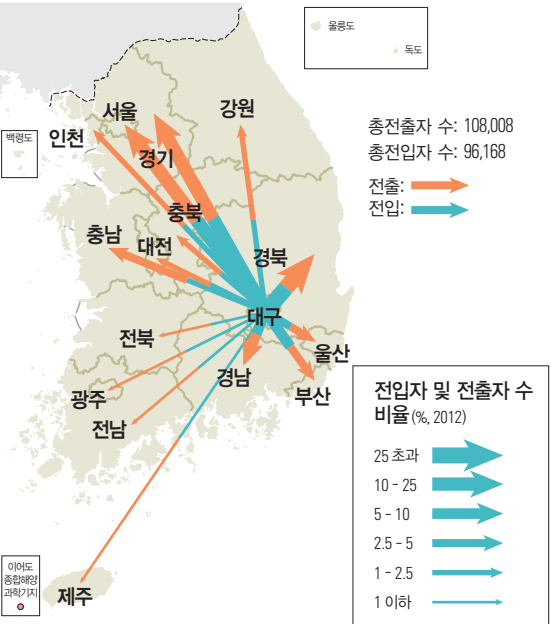 울릉도
독도
서울
강원
인천
백령도
경기
총전출자 수: 108,008
총전입자 수: 96,168
전출:
전입:
충북
충남
대전
경북
대구
전북
울산
경남
부산
광주
전남
제주
이어도
종합해양
과학기지
전입자 및 전출자 수
비율(%, 2012)
25 초과
10 - 25
5 - 10
2.5 - 5
1 - 2.5
1 이하